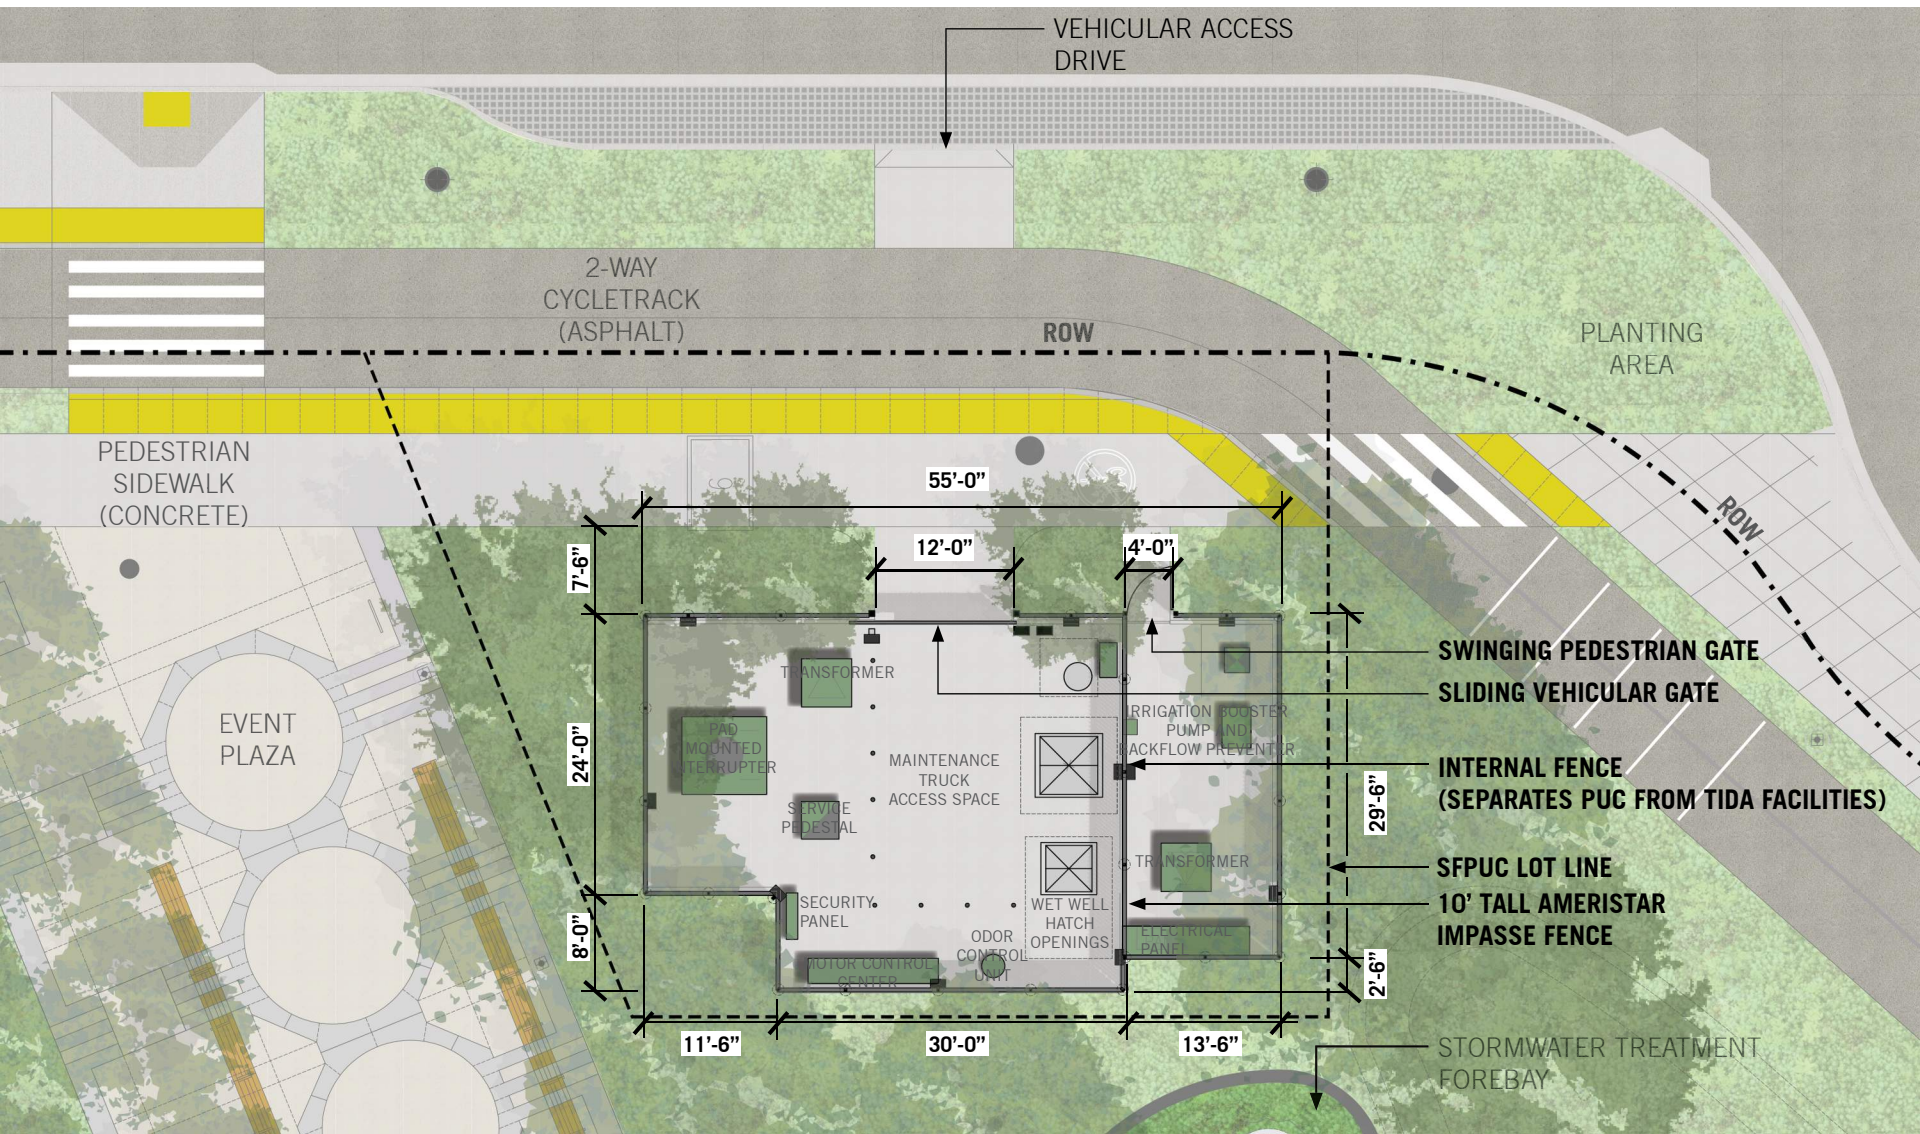 VEHICULAR ACCESS
DRIVE
2-WAY
CYCLETRACK
(ASPHALT)
ROW
PLANTING
AREA
PEDESTRIAN
SIDEWALK
(CONCRETE)
55'-0"
ROW
12'-0"
4'-0"
7'-6"
SWINGING PEDESTRIAN GATE
SLIDING VEHICULAR GATE
TRANSFORMER
EVENT
PLAZA
PAD
MOUNTED
INTERRUPTER
IRRIGATION BOOSTER
PUMP AND
BACKFLOW PREVENTER
24'-0"
MAINTENANCE
TRUCK
ACCESS SPACE
INTERNAL FENCE
(SEPARATES PUC FROM TIDA FACILITIES)
29'-6"
SERVICE
PEDESTAL
TRANSFORMER
SFPUC LOT LINE
10' TALL AMERISTAR
IMPASSE FENCE
SECURITY
PANEL
WET WELL
HATCH
OPENINGS
8'-0"
ODOR
CONTROL
UNIT
ELECTRICAL
PANEL
MOTOR CONTROL
CENTER
2'-6"
11'-6"
30'-0"
13'-6"
STORMWATER TREATMENT
FOREBAY